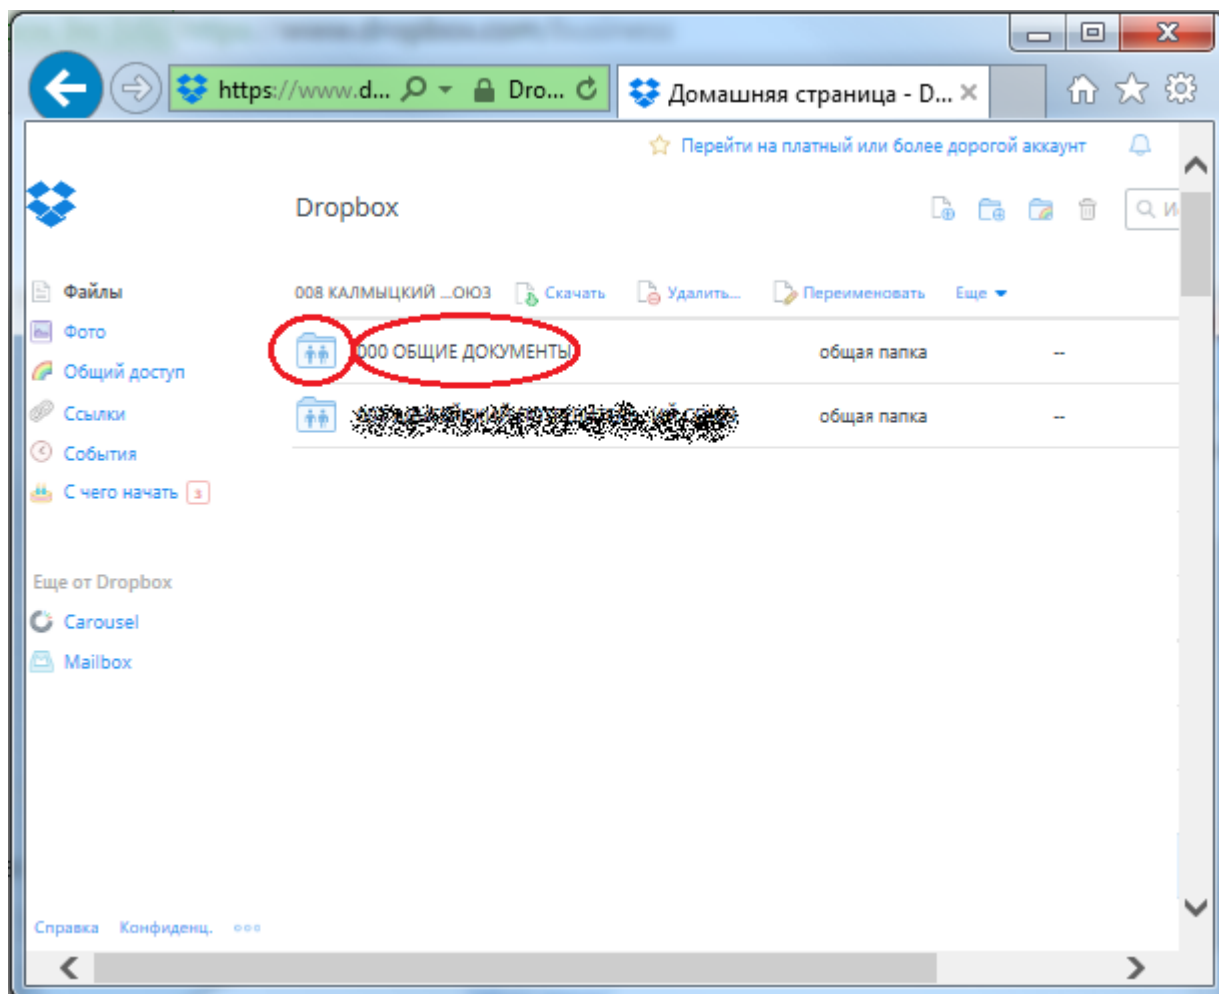 https://www.d... Dro... Домашняя страница - D...
Перейти на платный или более дорогой аккаунт
Dropbox
Файлы
Фото
Общий доступ
Ссылки
События
С чего начать 3
Еще от Dropbox
Carousel
Mailbox
008 КАЛМЫЦКИЙ ...ОЮЗ Скачать Удалить... Переименовать Еще
000 ОБЩИЕ ДОКУМЕНТЫ общая папка --
общая папка --
Справка Конфиденц.